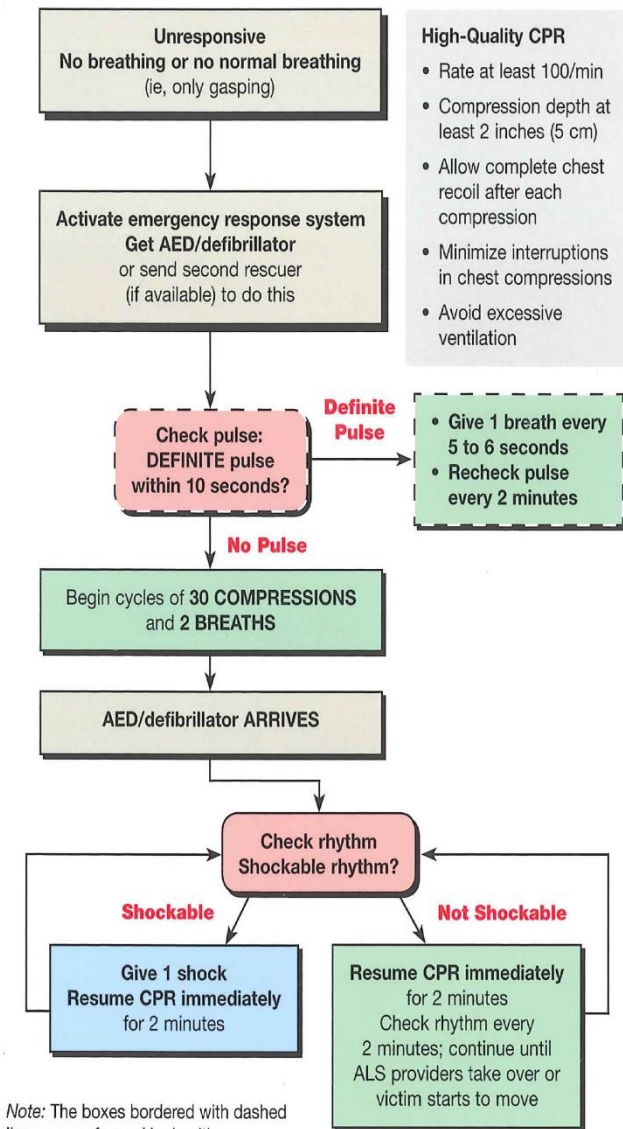 Unresponsive
No breathing or no normal breathing
(ie, only gasping)
High-Quality CPR
• Rate at least 100/min
• Compression depth at
least 2 inches (5 cm)
• Allow complete chest
recoil after each
compression
• Minimize interruptions
in chest compressions
• Avoid excessive
ventilation
Activate emergency response system
Get AED/defibrillator
or send second rescuer
(if available) to do this
Check pulse:
DEFINITE pulse
within 10 seconds?
Definite
Pulse
• Give 1 breath every
5 to 6 seconds
• Recheck pulse
every 2 minutes
No Pulse
Begin cycles of 30 COMPRESSIONS
and 2 BREATHS
AED/defibrillator ARRIVES
Check rhythm
Shockable rhythm?
Shockable
Not Shockable
Give 1 shock
Resume CPR immediately
for 2 minutes
Resume CPR immediately
for 2 minutes
Check rhythm every
2 minutes; continue until
ALS providers take over or
victim starts to move
Note: The boxes bordered with dashed